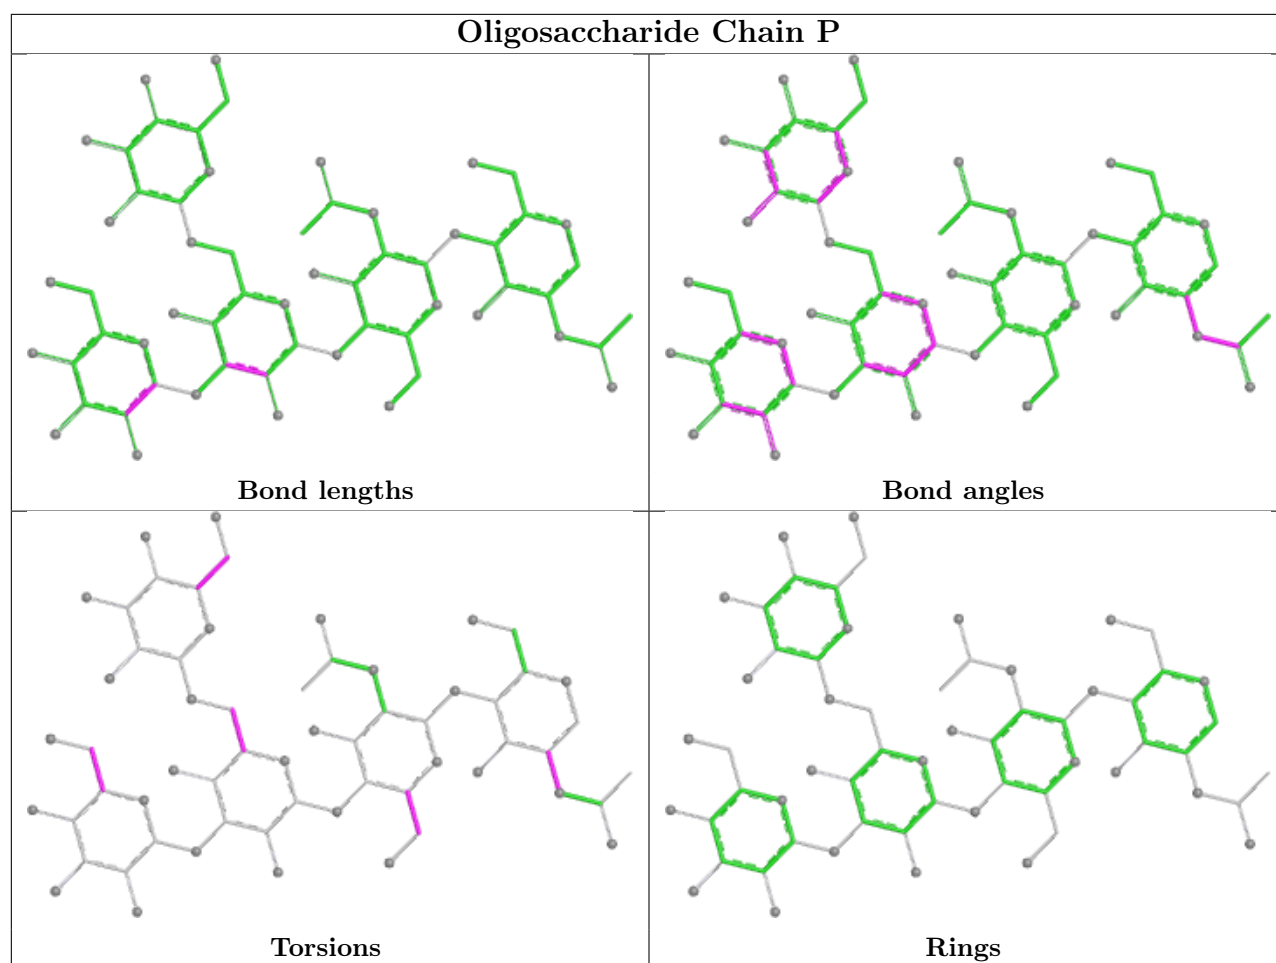 Oligosaccharide Chain P
Bond lengths
Bond angles
Torsions
Rings